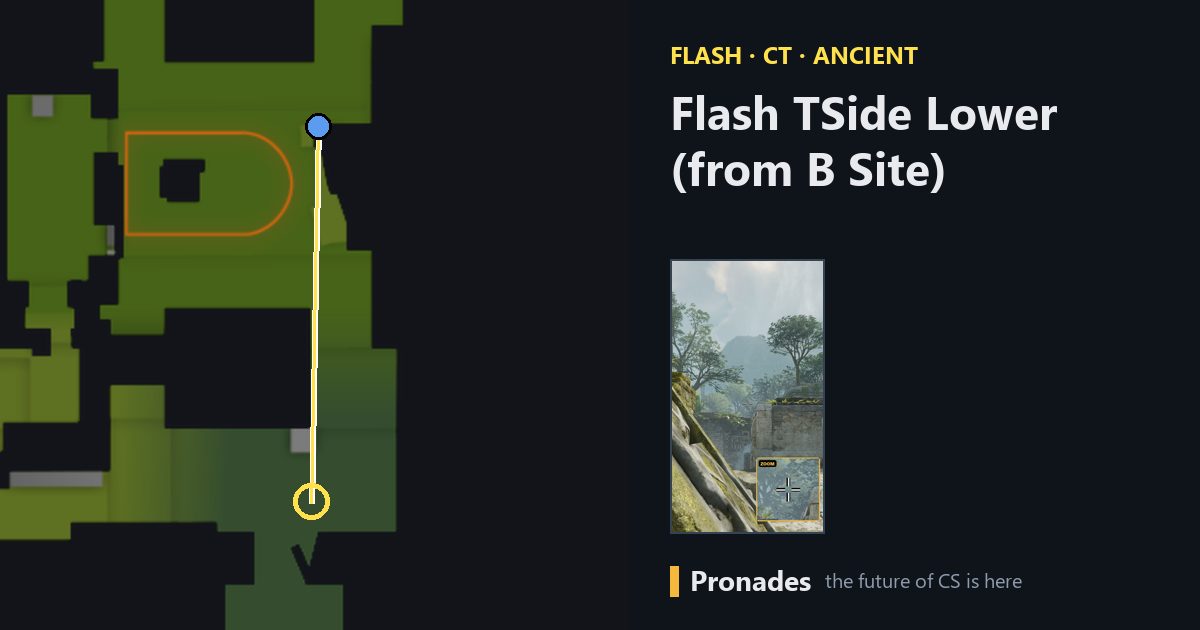 FLASH · CT · ANCIENT
Flash TSide Lower
(from B Site)
ZOOM
Pronades the future of CS is here